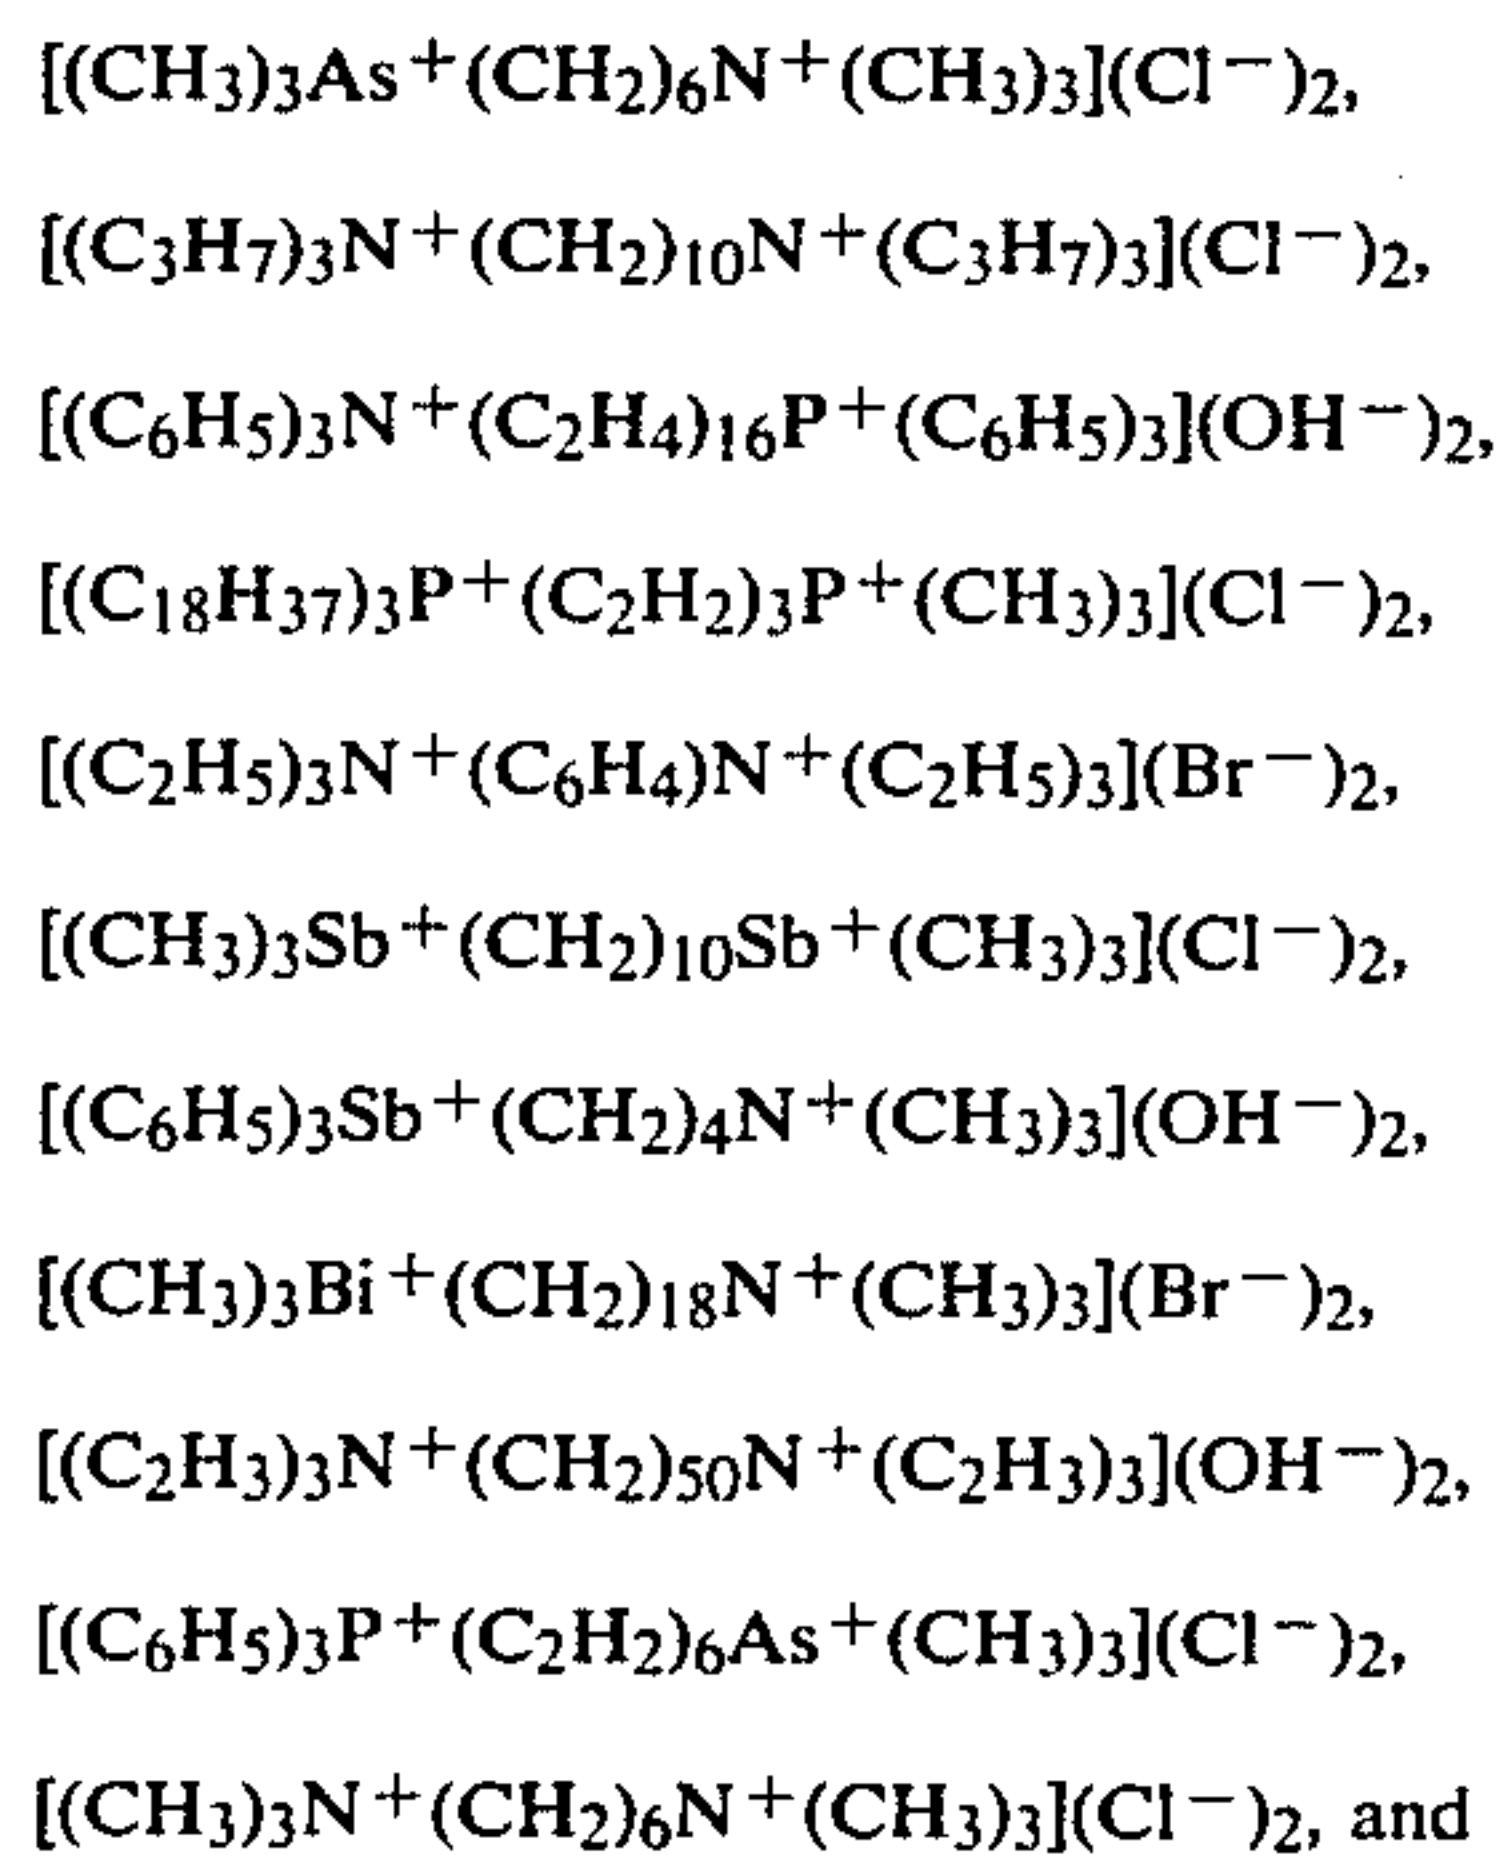 [(CH₃)₃As⁺(CH₂)₆N⁺(CH₃)₃](Cl⁻)₂,
[(C₃H₇)₃N⁺(CH₂)₁₀N⁺(C₃H₇)₃](Cl⁻)₂,
[(C₆H₅)₃N⁺(C₂H₄)₁₆P⁺(C₆H₅)₃](OH⁻)₂,
[(C₁₈H₃₇)₃P⁺(C₂H₂)₃P⁺(CH₃)₃](Cl⁻)₂,
[(C₂H₅)₃N⁺(C₆H₄)N⁺(C₂H₅)₃](Br⁻)₂,
[(CH₃)₃Sb⁺(CH₂)₁₀Sb⁺(CH₃)₃](Cl⁻)₂,
[(C₆H₅)₃Sb⁺(CH₂)₄N⁺(CH₃)₃](OH⁻)₂,
[(CH₃)₃Bi⁺(CH₂)₁₈N⁺(CH₃)₃](Br⁻)₂,
[(C₂H₃)₃N⁺(CH₂)₅₀N⁺(C₂H₃)₃](OH⁻)₂,
[(C₆H₅)₃P⁺(C₂H₂)₆As⁺(CH₃)₃](Cl⁻)₂,
[(CH₃)₃N⁺(CH₂)₆N⁺(CH₃)₃](Cl⁻)₂, and